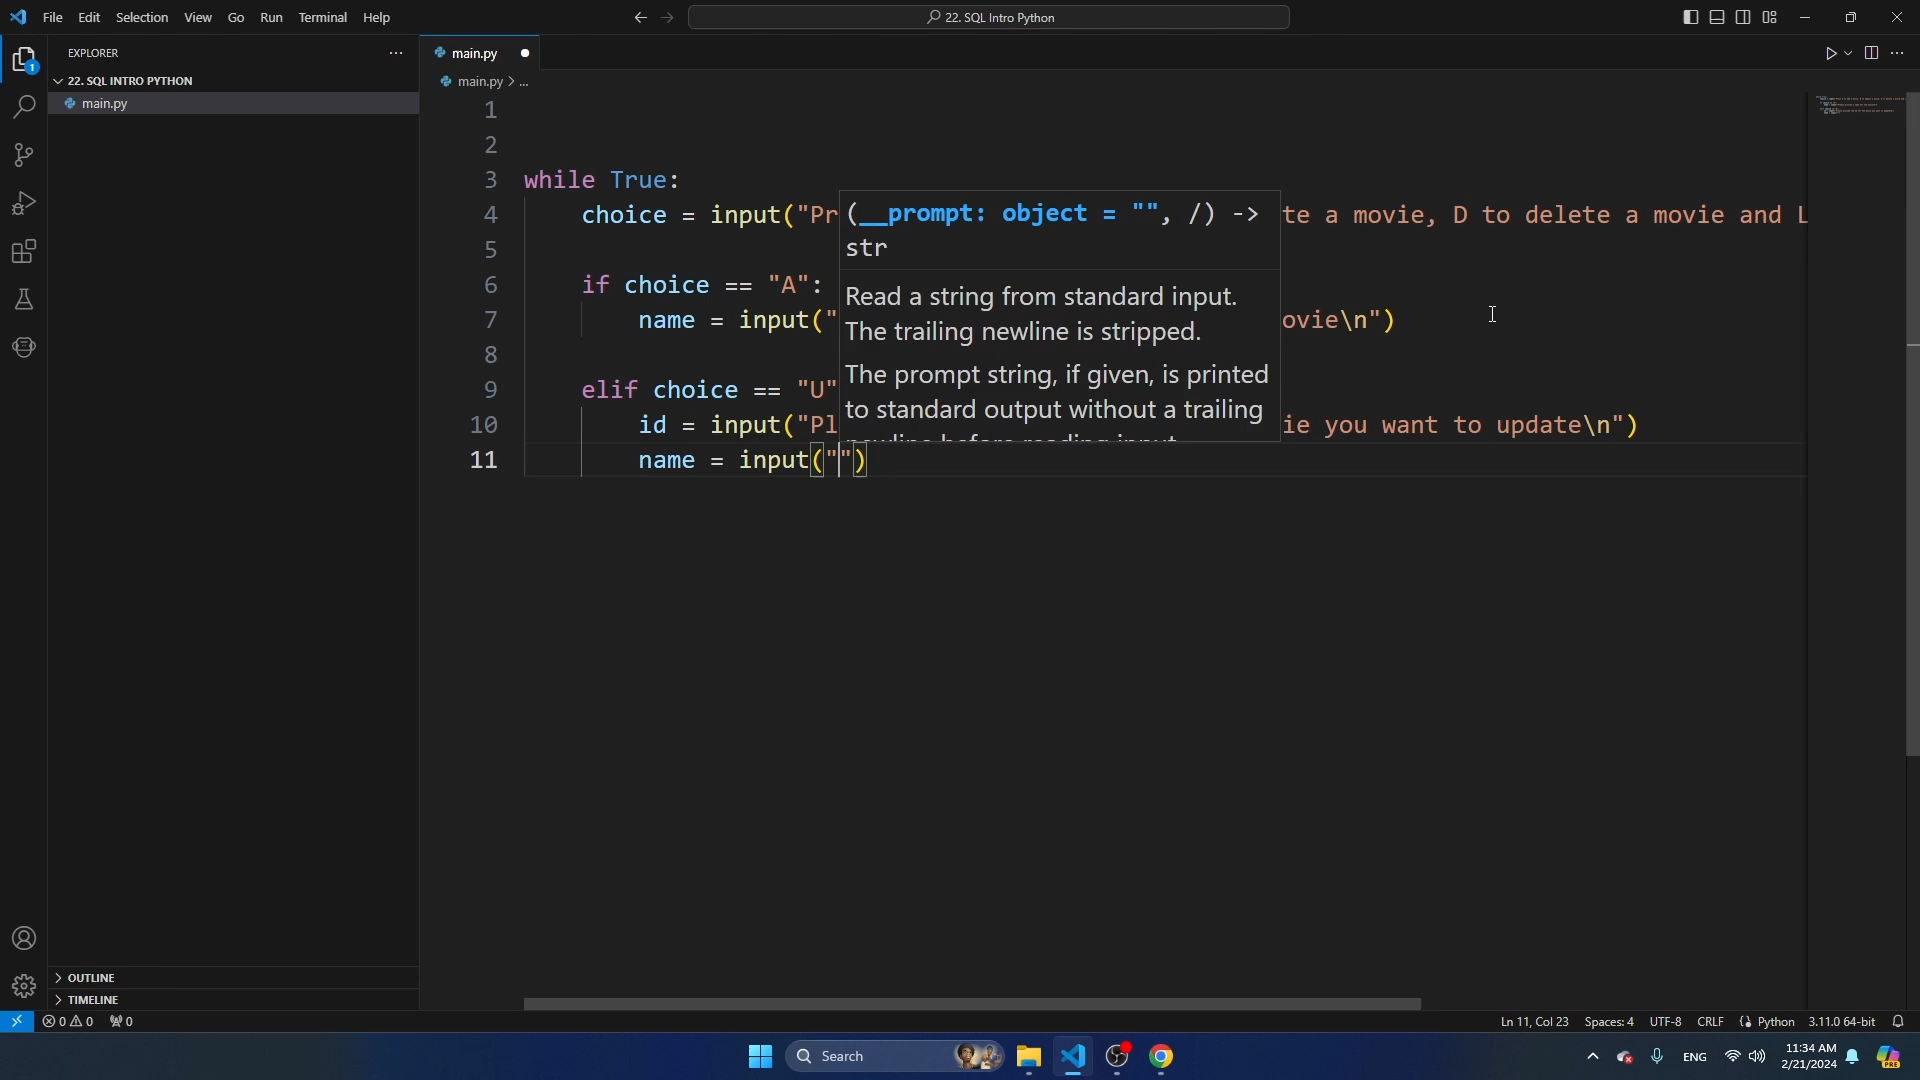 File Edit Selection View Go Run Terminal Help
22. SQL Intro Python
EXPLORER
22. SQL INTRO PYTHON
main.py
OUTLINE
TIMELINE
main.py
main.py > ...
1
2
3 while True:
4 choice = input("Pr te a movie, D to delete a movie and L
5
6 if choice == "A":
7 name = input(" ovie\n")
8
9 elif choice == "U"
10 id = input("Pl ie you want to update\n")
11 name = input("")
(__prompt: object = "", /) ->
str
Read a string from standard input.
The trailing newline is stripped.
The prompt string, if given, is printed
to standard output without a trailing
newline before reading input.
1
0 0 0
Ln 11, Col 23 Spaces: 4 UTF-8 CRLF Python 3.11.0 64-bit
Search
ENG
11:34 AM
2/21/2024
PRE